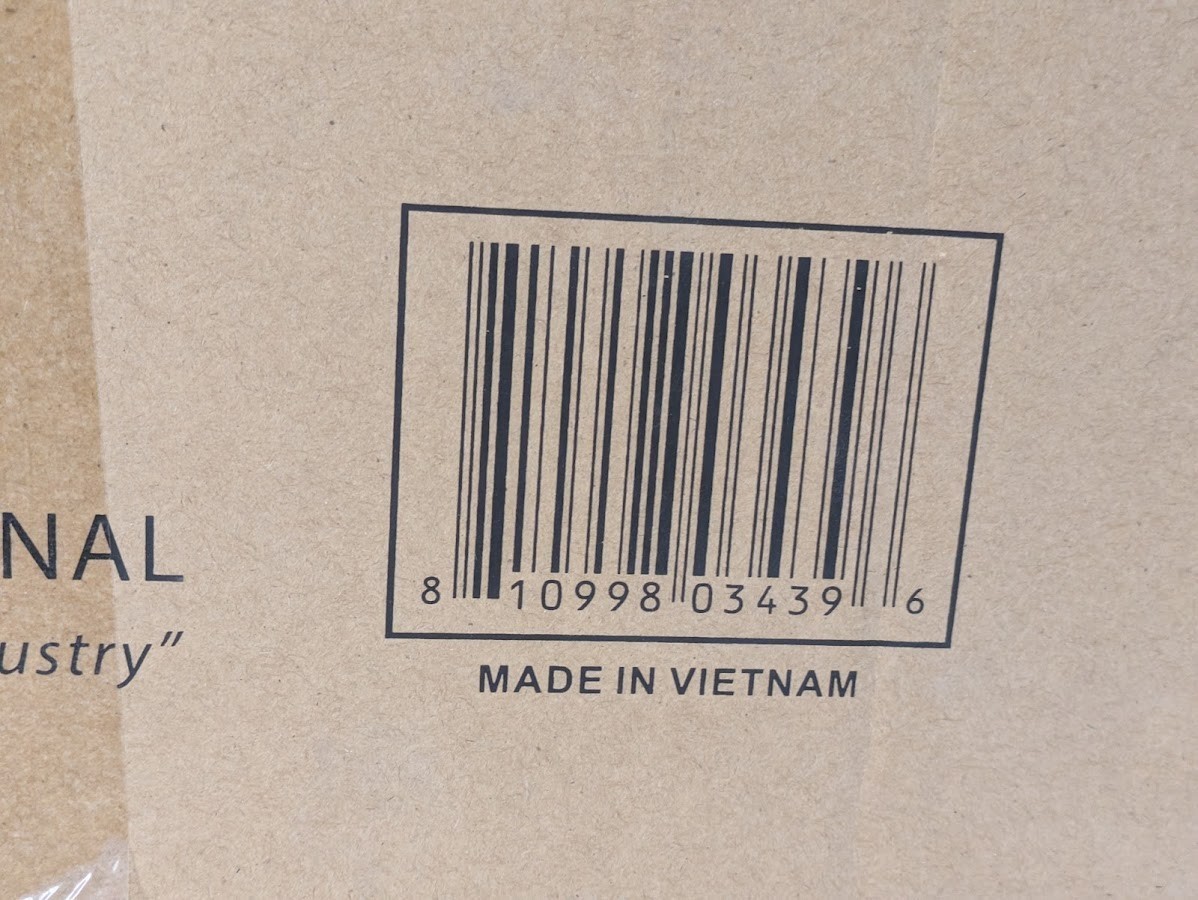 NAL
ustry”
8 10998 03439 6
MADE IN VIETNAM